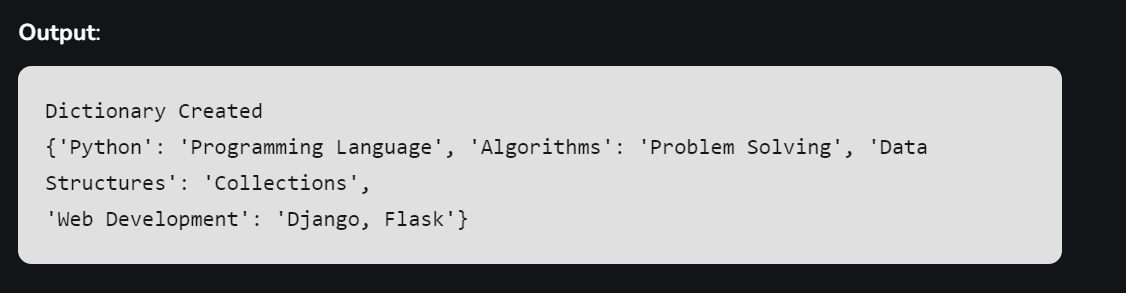 Output:
Dictionary Created
{'Python': 'Programming Language', 'Algorithms': 'Problem Solving', 'Data
Structures': 'Collections',
'Web Development': 'Django, Flask'}